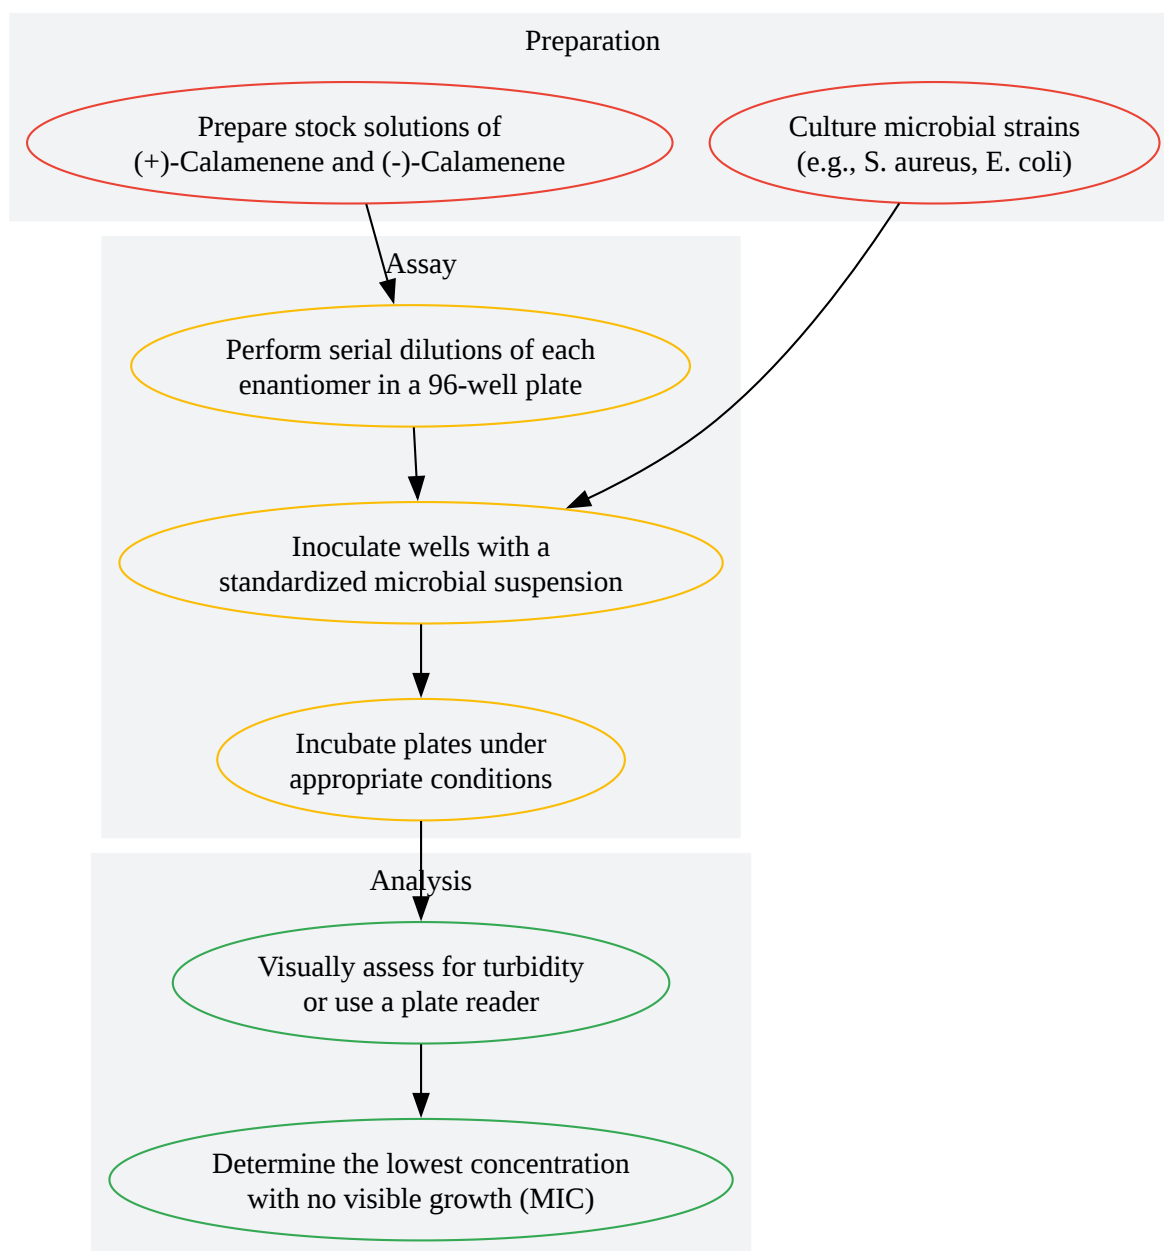 Preparation
Prepare stock solutions of
(+)-Calamenene and (-)-Calamenene
Culture microbial strains
(e.g., S. aureus, E. coli)
Assay
Perform serial dilutions of each
enantiomer in a 96-well plate
Inoculate wells with a
standardized microbial suspension
Incubate plates under
appropriate conditions
Analysis
Visually assess for turbidity
or use a plate reader
Determine the lowest concentration
with no visible growth (MIC)